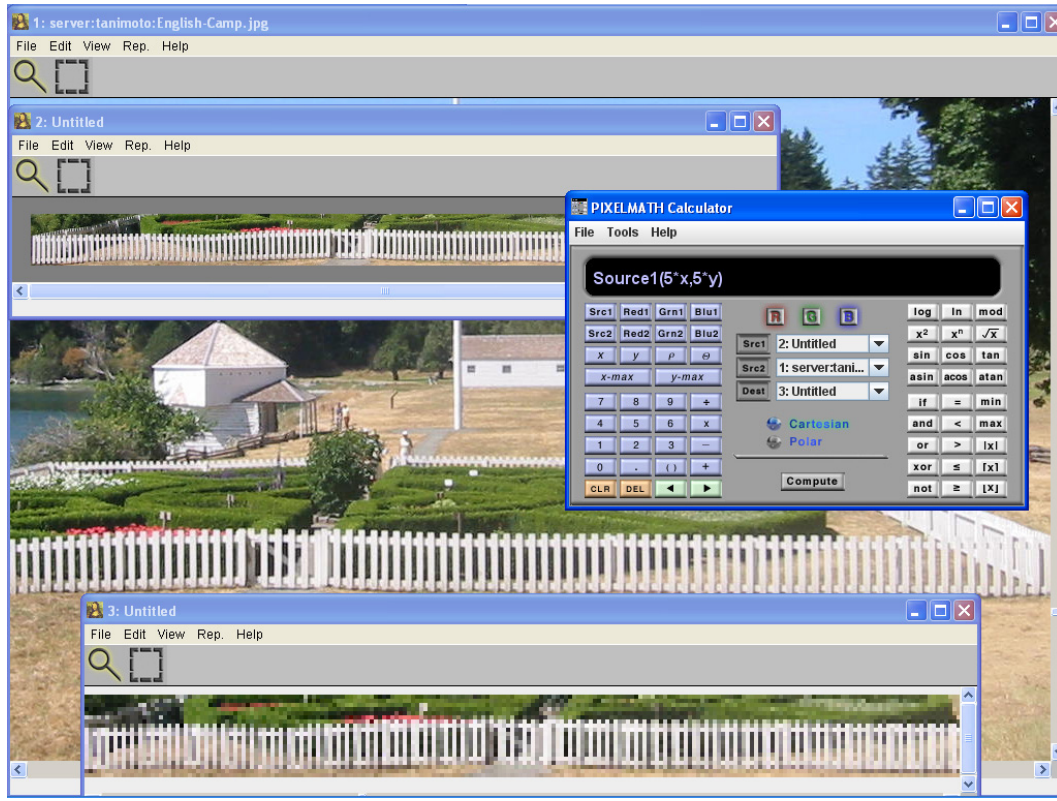 1: server:tanimoto:English-Camp.jpg
File Edit View Rep. Help
2: Untitled
File Edit View Rep. Help
PIXELMATH Calculator
File Tools Help
Source1(5*x,5*y)
Src1 Red1 Grn1 Blu1 R G B log ln mod
Src2 Red2 Grn2 Blu2 Src1 2: Untitled x² xⁿ √x
x y ρ Θ Src2 1: server:tani... sin cos tan
x-max y-max Dest 3: Untitled asin acos atan
7 8 9 + if = min
4 5 6 x Cartesian and < max
1 2 3 − Polar or > |x|
0 . ( ) + xor ≤ ⌈x⌉
CLR DEL ◄ ► Compute not ≥ ⌊X⌋
3: Untitled
File Edit View Rep. Help